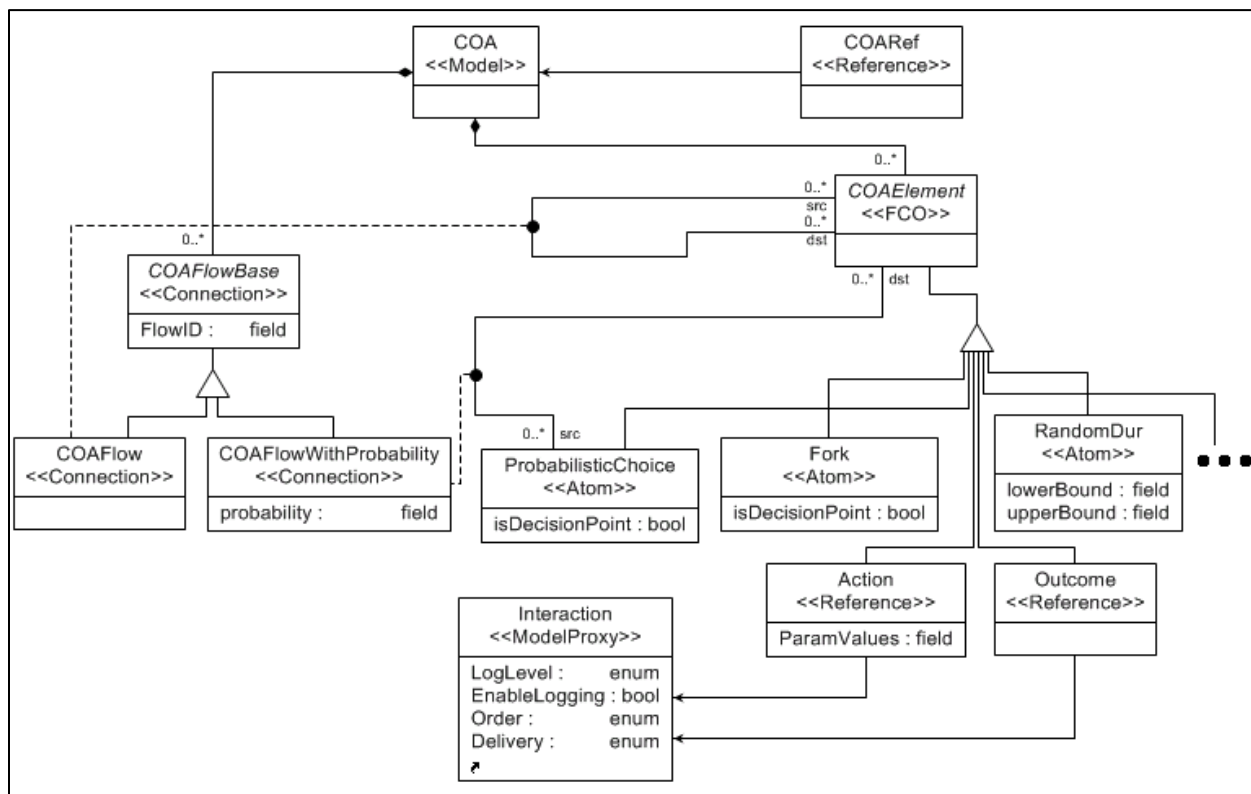 COA
<<Model>>
COARef
<<Reference>>
0..*
0..*
src
0..*
dst
COAElement
<<FCO>>
0..*
COAFlowBase
<<Connection>>
FlowID : field
0..* dst
COAFlow
<<Connection>>
COAFlowWithProbability
<<Connection>>
probability : field
0..* src
ProbabilisticChoice
<<Atom>>
isDecisionPoint : bool
Fork
<<Atom>>
isDecisionPoint : bool
RandomDur
<<Atom>>
lowerBound : field
upperBound : field
Action
<<Reference>>
ParamValues : field
Outcome
<<Reference>>
Interaction
<<ModelProxy>>
LogLevel : enum
EnableLogging : bool
Order : enum
Delivery : enum